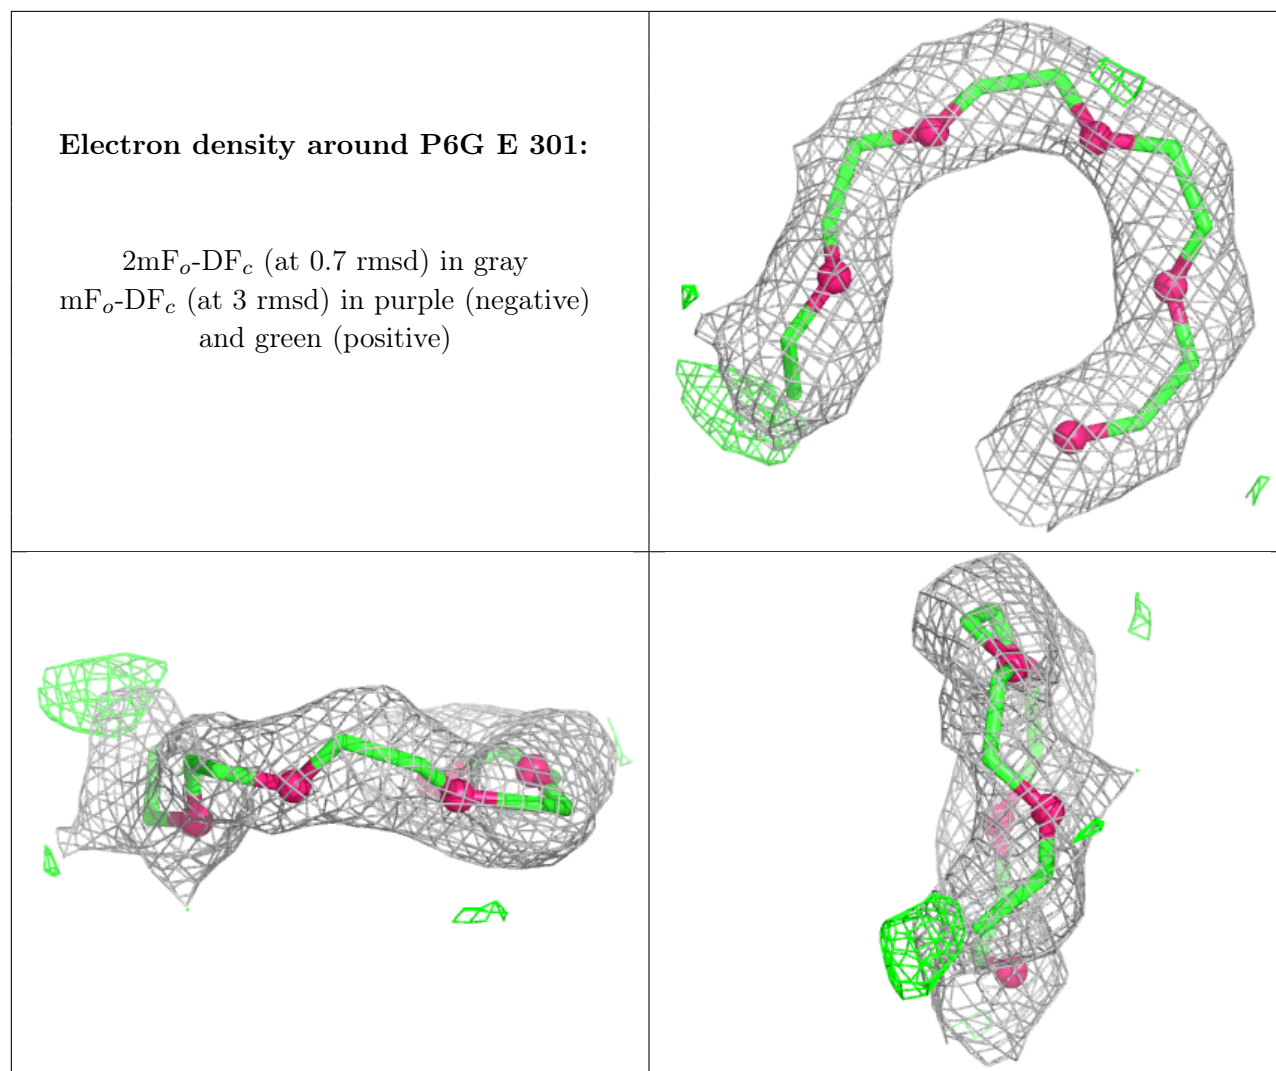 Electron density around P6G E 301:
2mFₒ-DF𝒸 (at 0.7 rmsd) in gray
mFₒ-DF𝒸 (at 3 rmsd) in purple (negative)
and green (positive)